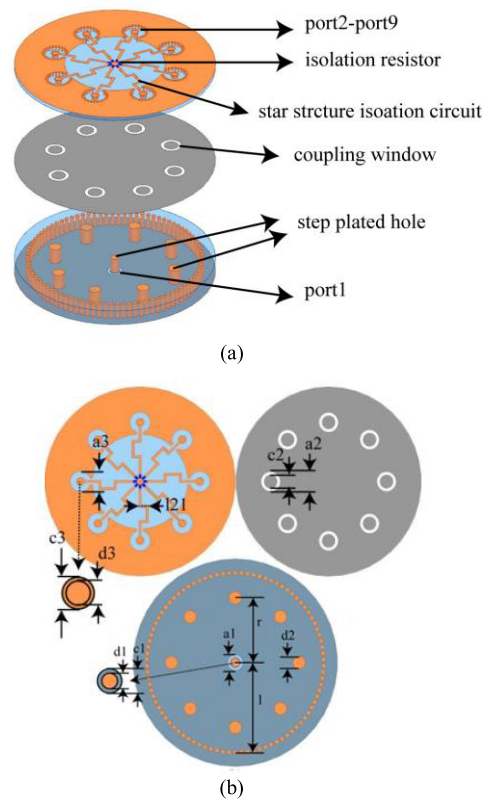 port2-port9
isolation resistor
star strcture isoation circuit
coupling window
step plated hole
port1
(a)
a3
c2
a2
l21
c3
d3
r
a1
d2
d1
c1
l
(b)